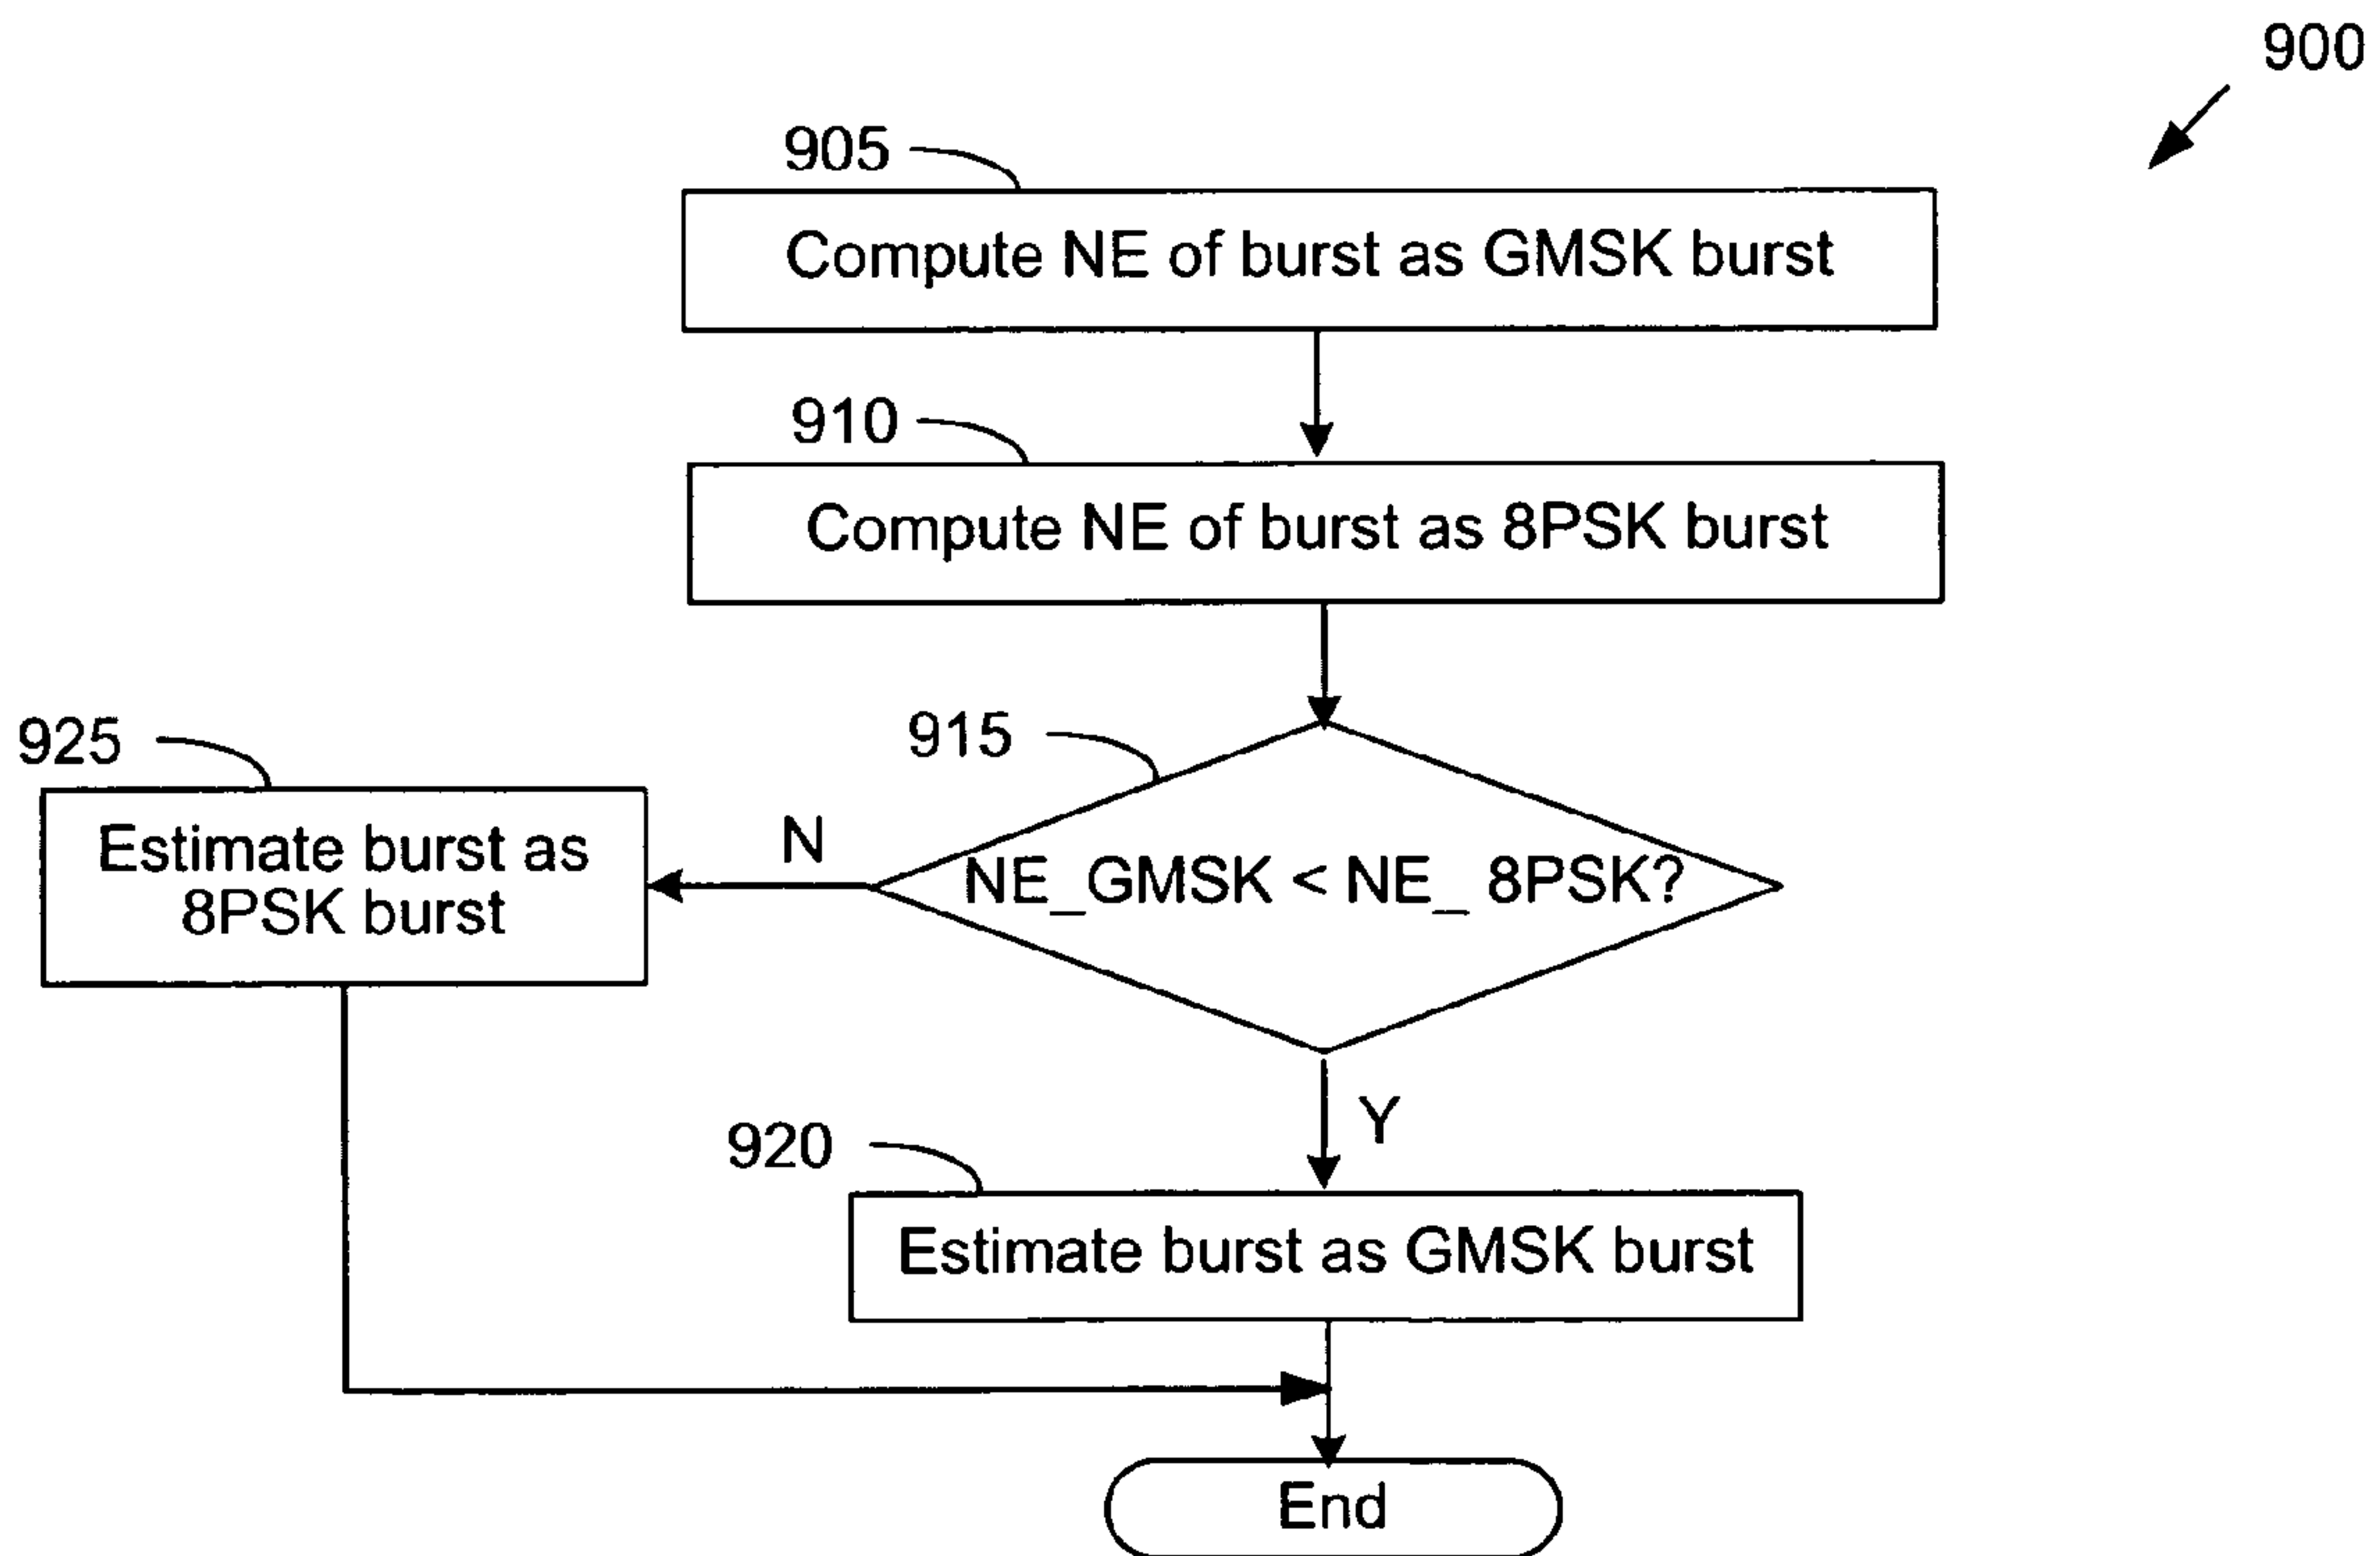 900
905
Compute NE of burst as GMSK burst
910
Compute NE of burst as 8PSK burst
915
NE_GMSK < NE_ 8PSK?
N
925
Estimate burst as
8PSK burst
Y
920
Estimate burst as GMSK burst
End